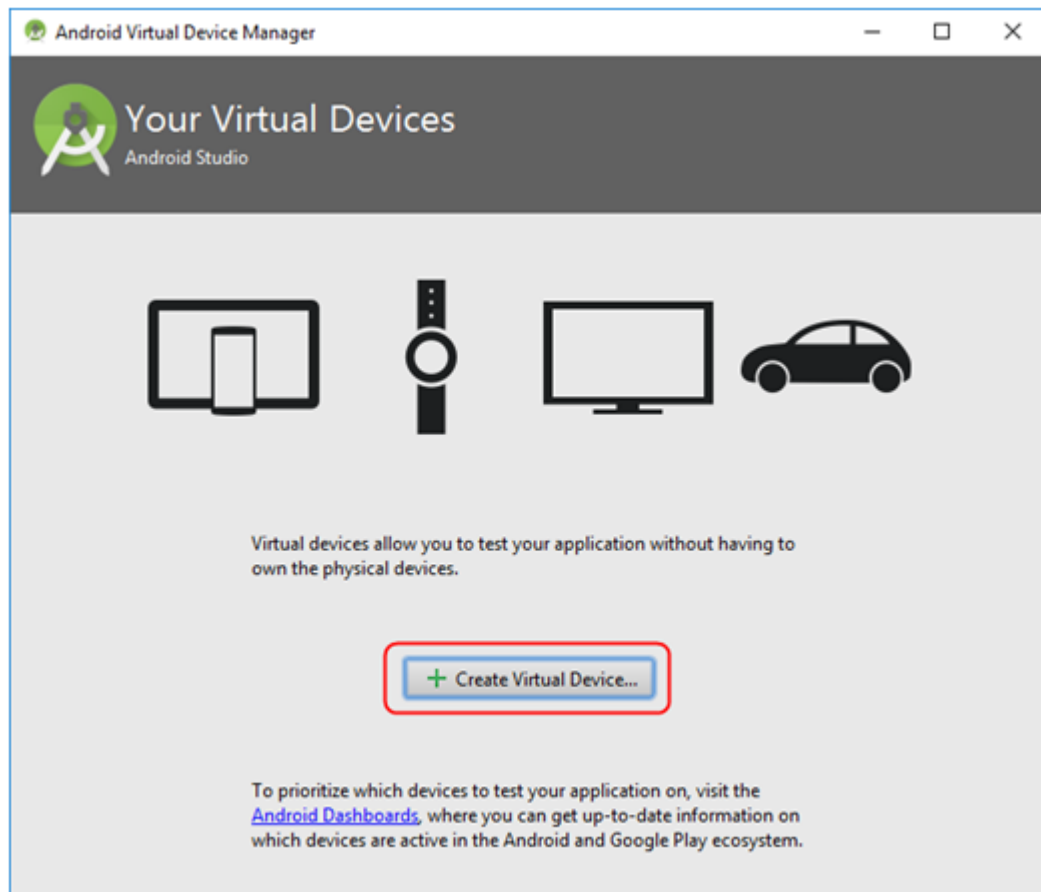 Android Virtual Device Manager
Your Virtual Devices
Android Studio
Virtual devices allow you to test your application without having to
own the physical devices.
Create Virtual Device...
To prioritize which devices to test your application on, visit the
Android Dashboards, where you can get up-to-date information on
which devices are active in the Android and Google Play ecosystem.